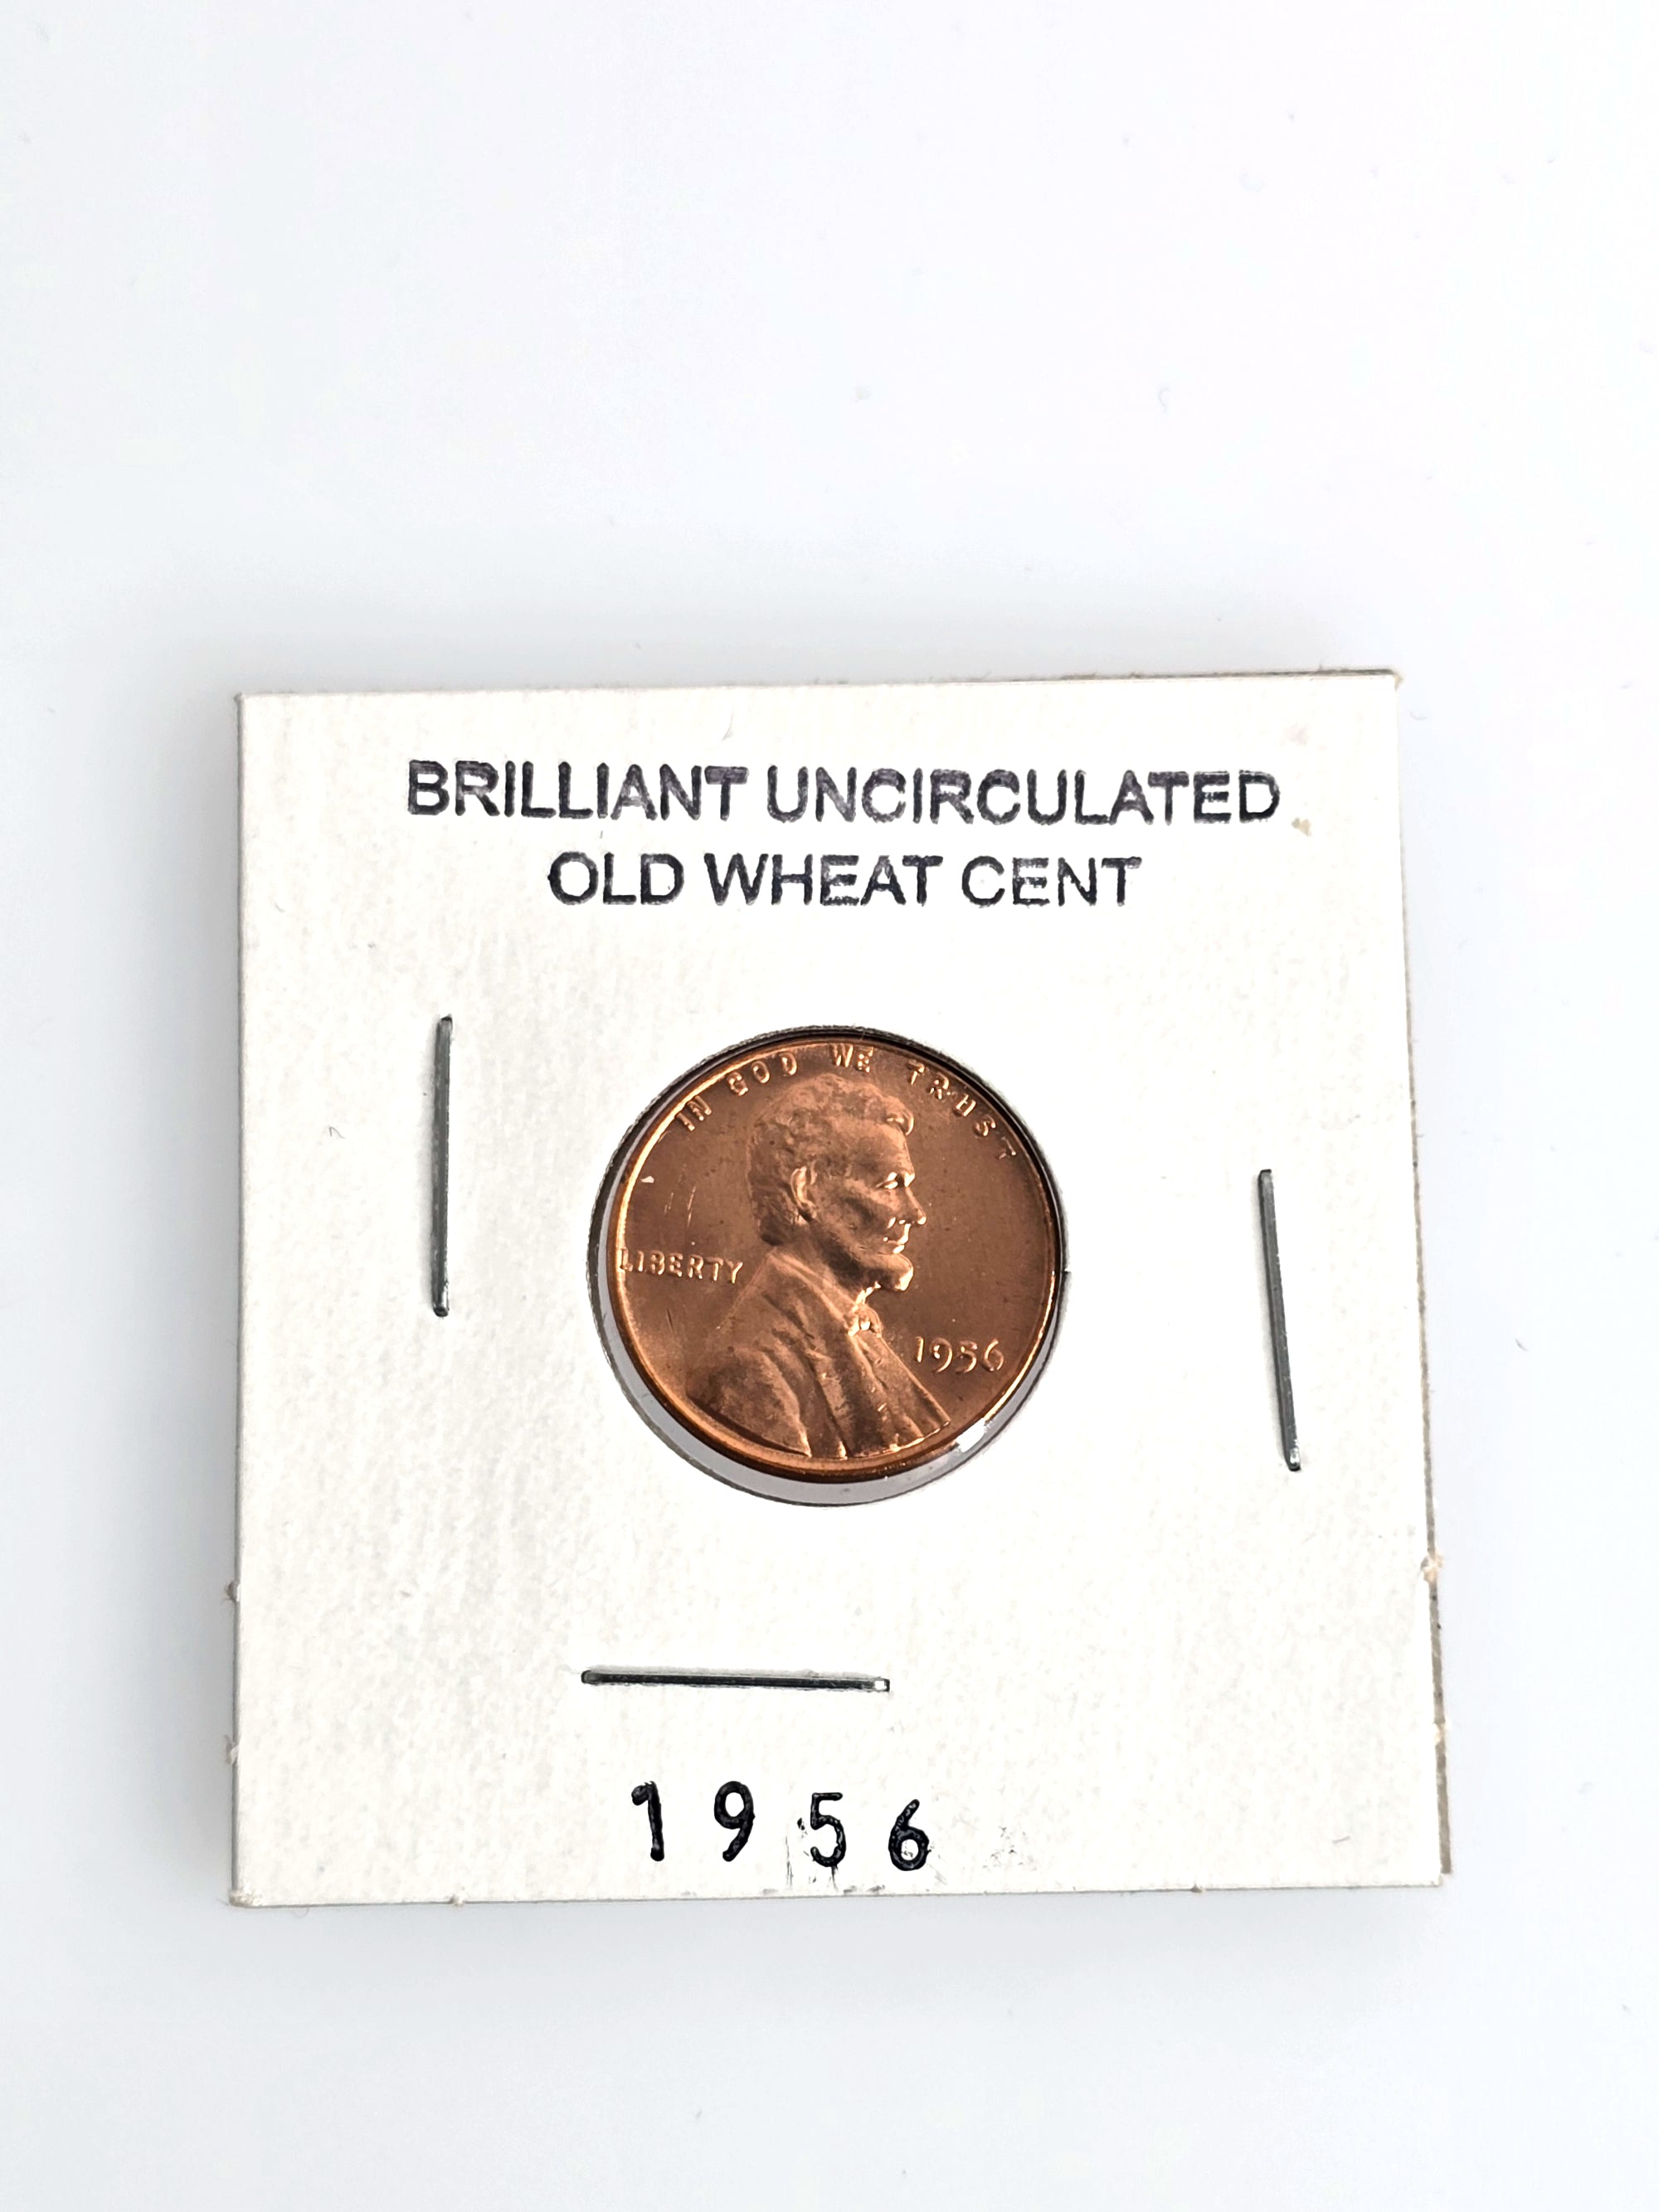 BRILLIANT UNCIRCULATED
OLD WHEAT CENT
IN GOD WE TRUST
LIBERTY
1956
1956